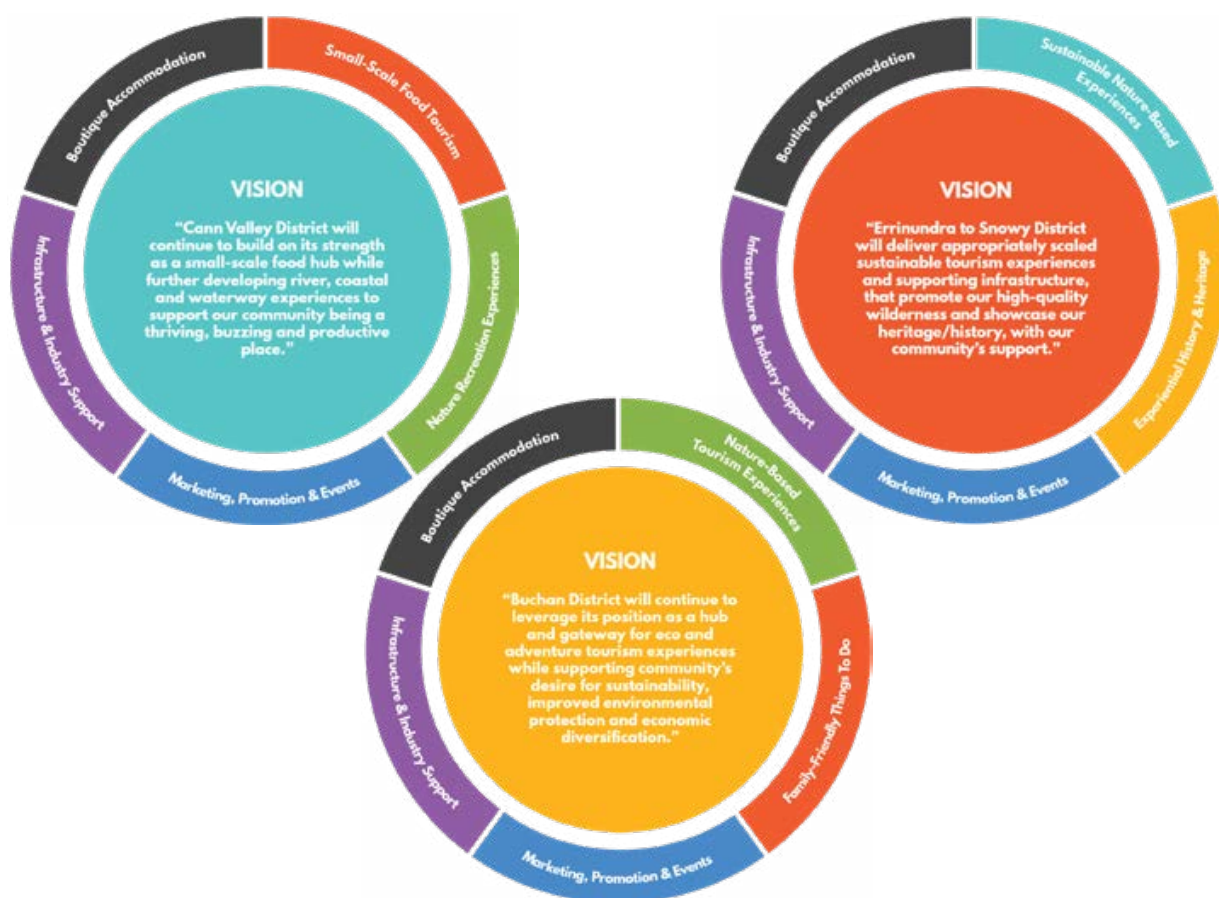 Boutique Accommodation
Small-Scale Food Tourism
Nature Recreation Experiences
Marketing, Promotion & Events
Infrastructure & Industry Support
VISION
“Cann Valley District will
continue to build on its strength
as a small-scale food hub while
further developing river, coastal
and waterway experiences to
support our community being a
thriving, buzzing and productive
place.”
Boutique Accommodation
Sustainable Nature-Based
Experiences
Experiential History & Heritage
Marketing, Promotion & Events
Infrastructure & Industry Support
VISION
“Errinundra to Snowy District
will deliver appropriately scaled
sustainable tourism experiences
and supporting infrastructure,
that promote our high-quality
wilderness and showcase our
heritage/history, with our
community’s support.”
Boutique Accommodation
Nature-Based
Tourism Experiences
Family-Friendly Things To Do
Marketing, Promotion & Events
Infrastructure & Industry Support
VISION
“Buchan District will continue to
leverage its position as a hub
and gateway for eco and
adventure tourism experiences
while supporting community’s
desire for sustainability,
improved environmental
protection and economic
diversification.”